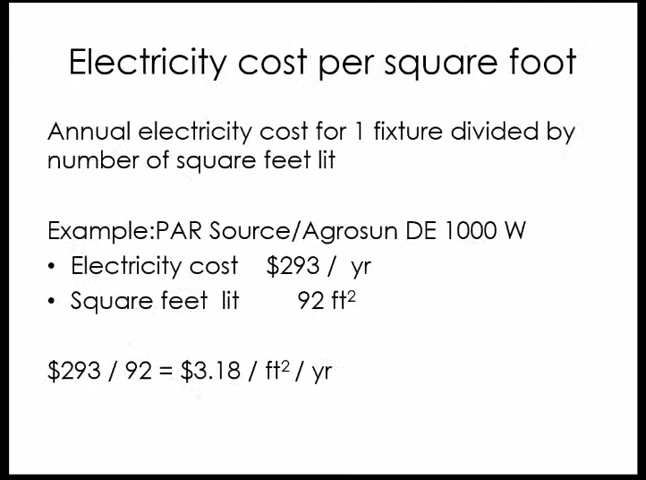 Electricity cost per square foot
Annual electricity cost for 1 fixture divided by
number of square feet lit
Example:PAR Source/Agrosun DE 1000 W
• Electricity cost $293 / yr
• Square feet lit 92 ft²
$293 / 92 = $3.18 / ft² / yr